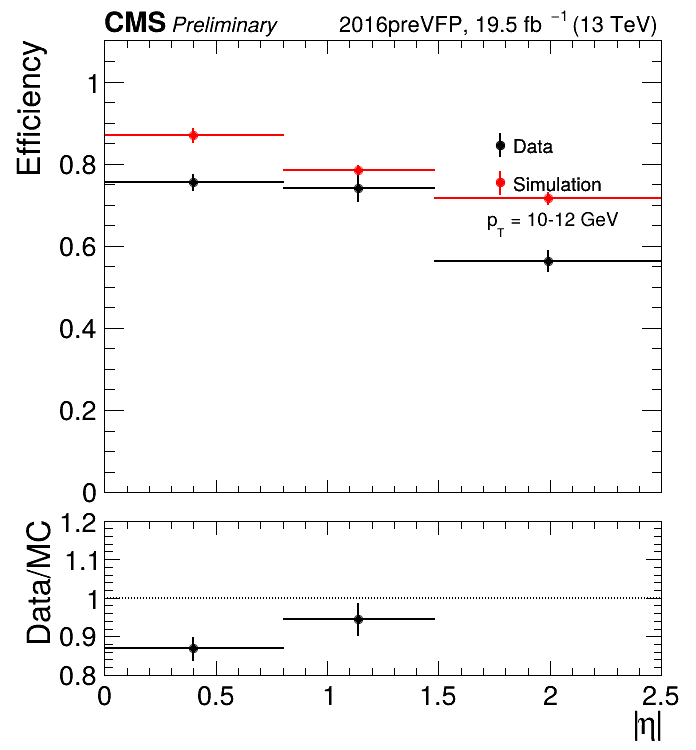 CMS Preliminary 2016preVFP, 19.5 fb⁻¹ (13 TeV)
Efficiency
1
0.8
0.6
0.4
0.2
0
Data
Simulation
p_T = 10-12 GeV
Data/MC
1.2
1.1
1
0.9
0.8
0 0.5 1 1.5 2 2.5
|η|